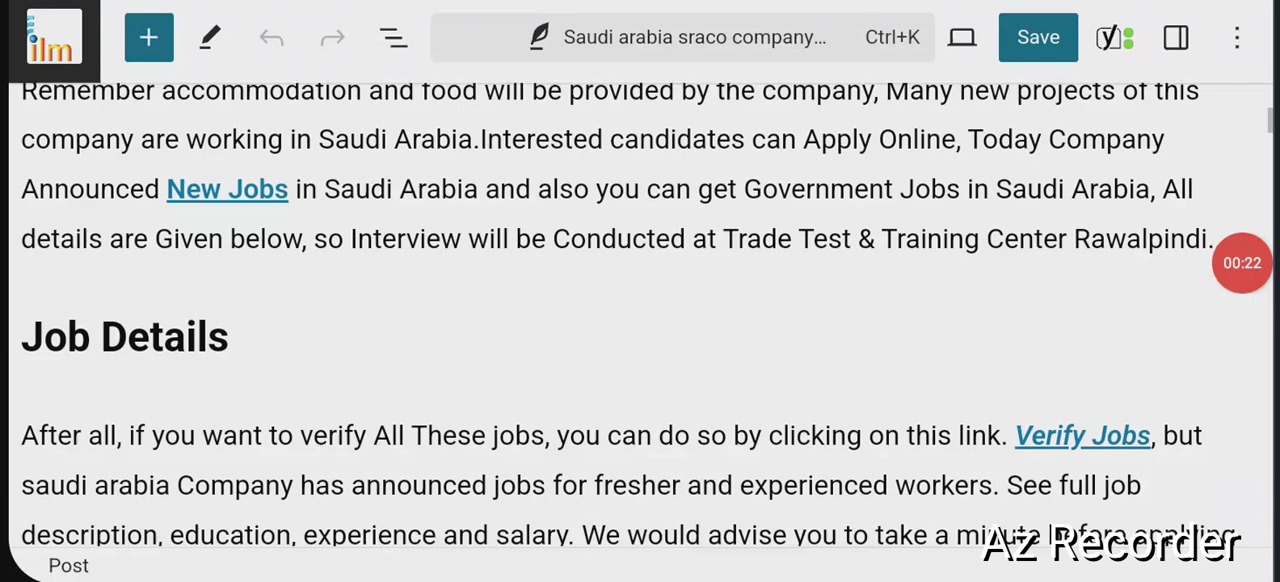 ilm
Saudi arabia sraco company... Ctrl+K
Save
Remember accommodation and food will be provided by the company, Many new projects of this
company are working in Saudi Arabia.Interested candidates can Apply Online, Today Company
Announced New Jobs in Saudi Arabia and also you can get Government Jobs in Saudi Arabia, All
details are Given below, so Interview will be Conducted at Trade Test & Training Center Rawalpindi.
00:22
Job Details
After all, if you want to verify All These jobs, you can do so by clicking on this link. Verify Jobs, but
saudi arabia Company has announced jobs for fresher and experienced workers. See full job
description, education, experience and salary. We would advise you to take a minute before applying
Az Recorder
Post